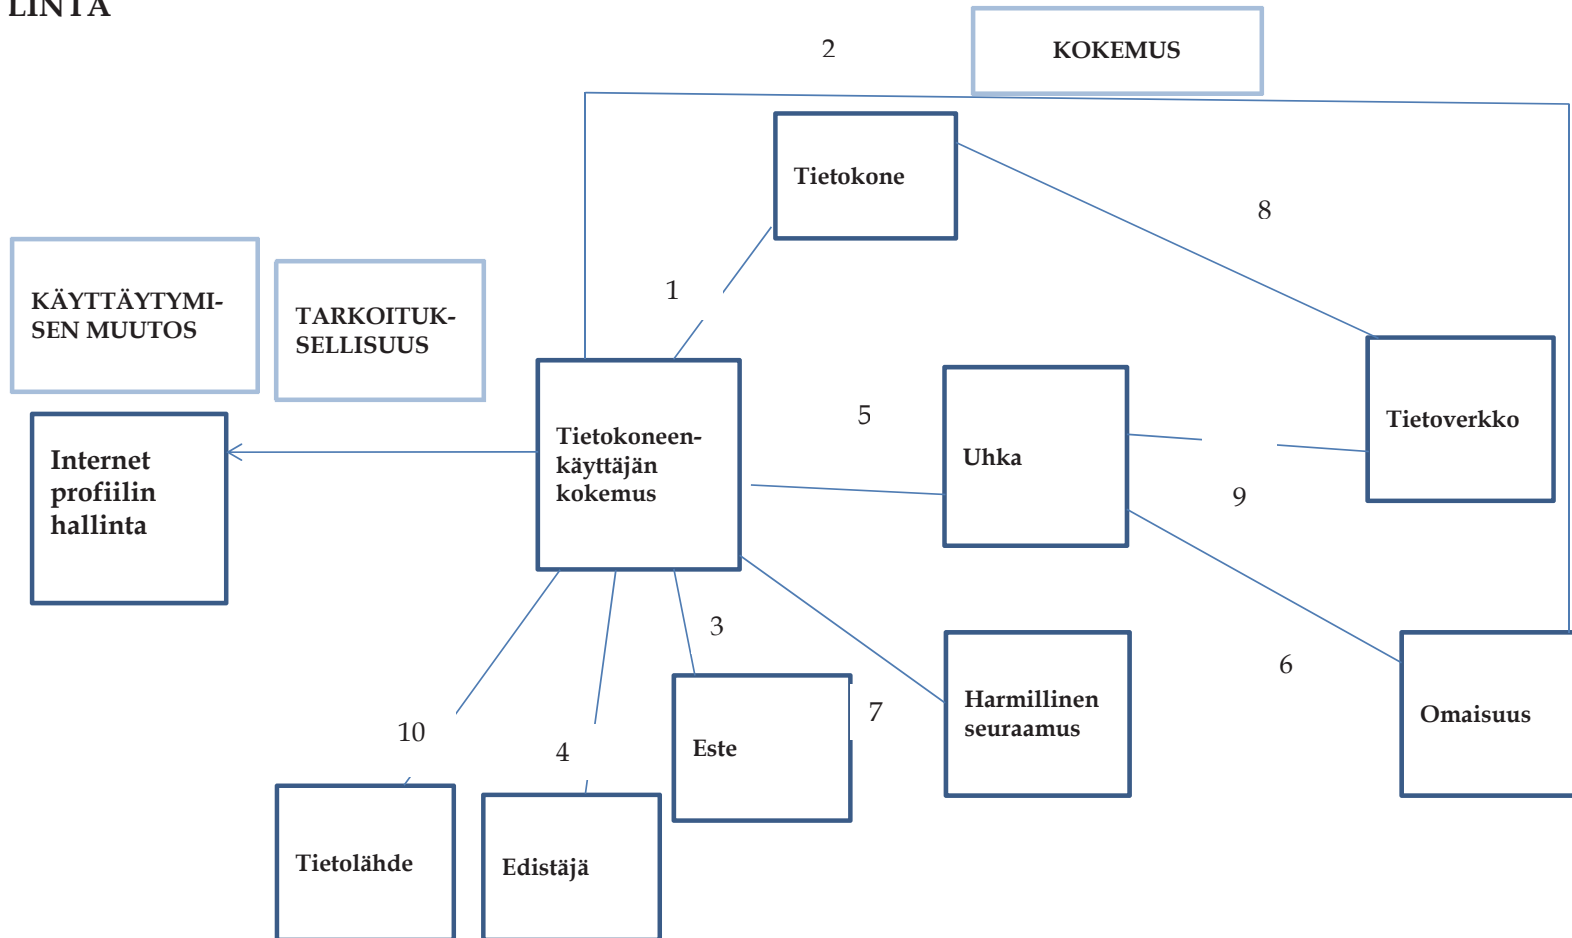 LINTA
2
KOKEMUS
Tietokone
8
1
KÄYTTÄYTYMI-
SEN MUUTOS
TARKOITUK-
SELLISUUS
5
Tietoverkko
Tietokoneen-
käyttäjän
kokemus
Uhka
Internet
profiilin
hallinta
9
3
6
7
Harmillinen
seuraamus
Omaisuus
10
4
Este
Tietolähde
Edistäjä